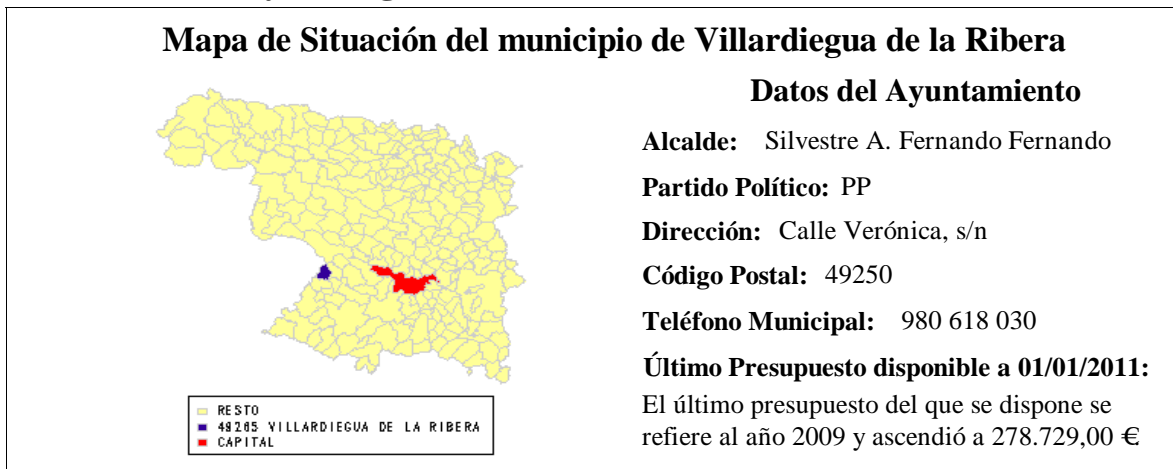 Mapa de Situación del municipio de Villardiegua de la Ribera
Datos del Ayuntamiento
Alcalde: Silvestre A. Fernando Fernando
Partido Político: PP
Dirección: Calle Verónica, s/n
Código Postal: 49250
Teléfono Municipal: 980 618 030
Último Presupuesto disponible a 01/01/2011:
El último presupuesto del que se dispone se
refiere al año 2009 y ascendió a 278.729,00 €
RESTO
49265 VILLARDIEGUA DE LA RIBERA
CAPITAL